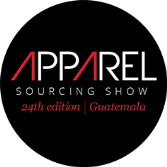 APPAREL
SOURCING SHOW
24th edition | Guatemala